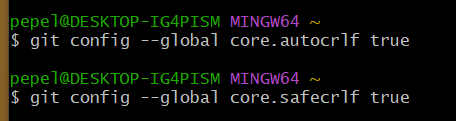 pepel@DESKTOP-IG4PISM MINGW64 ~
$ git config --global core.autocrlf true
pepel@DESKTOP-IG4PISM MINGW64 ~
$ git config --global core.safecrlf true